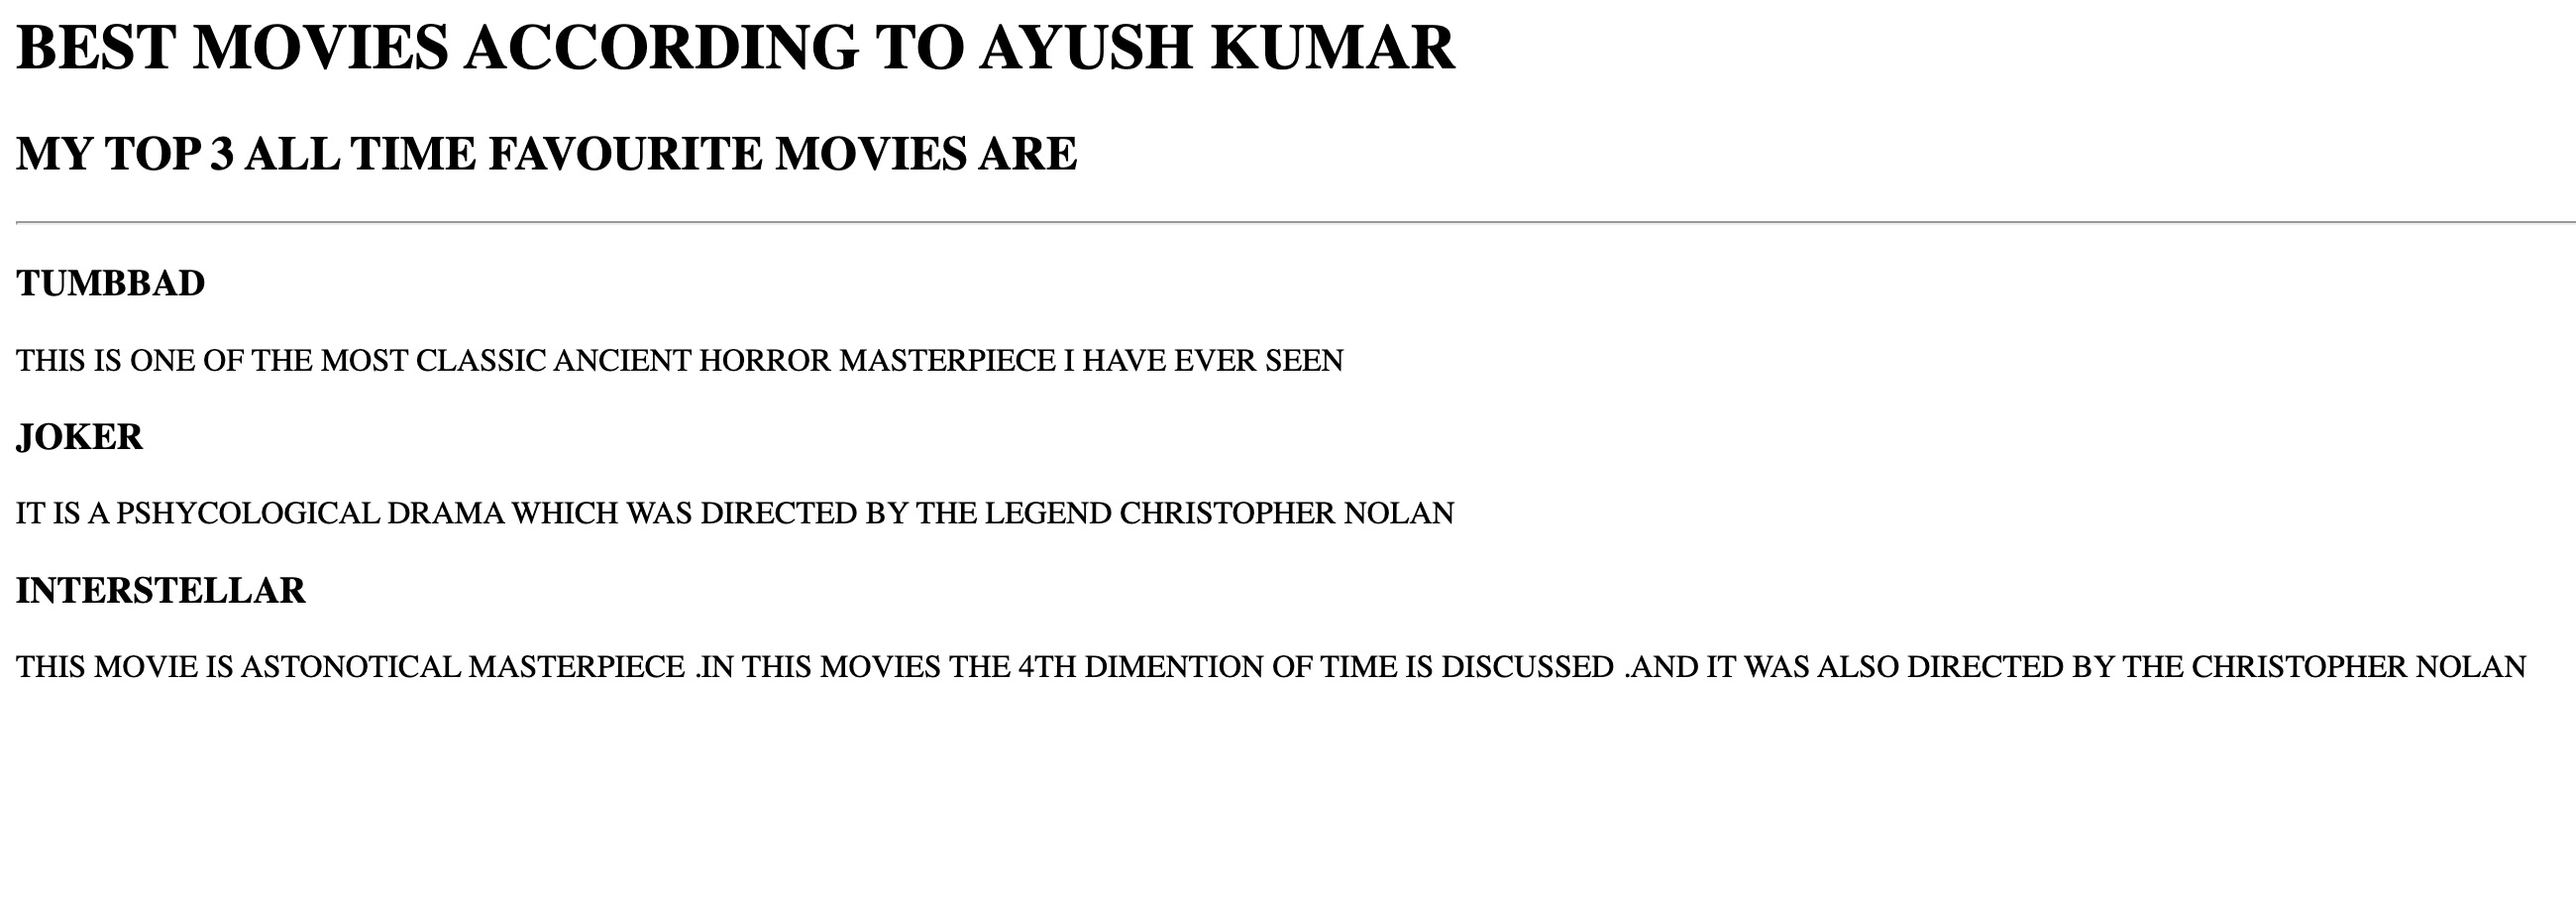 BEST MOVIES ACCORDING TO AYUSH KUMAR
MY TOP 3 ALL TIME FAVOURITE MOVIES ARE
TUMBBAD
THIS IS ONE OF THE MOST CLASSIC ANCIENT HORROR MASTERPIECE I HAVE EVER SEEN
JOKER
IT IS A PSHYCOLOGICAL DRAMA WHICH WAS DIRECTED BY THE LEGEND CHRISTOPHER NOLAN
INTERSTELLAR
THIS MOVIE IS ASTONOTICAL MASTERPIECE .IN THIS MOVIES THE 4TH DIMENTION OF TIME IS DISCUSSED .AND IT WAS ALSO DIRECTED BY THE CHRISTOPHER NOLAN